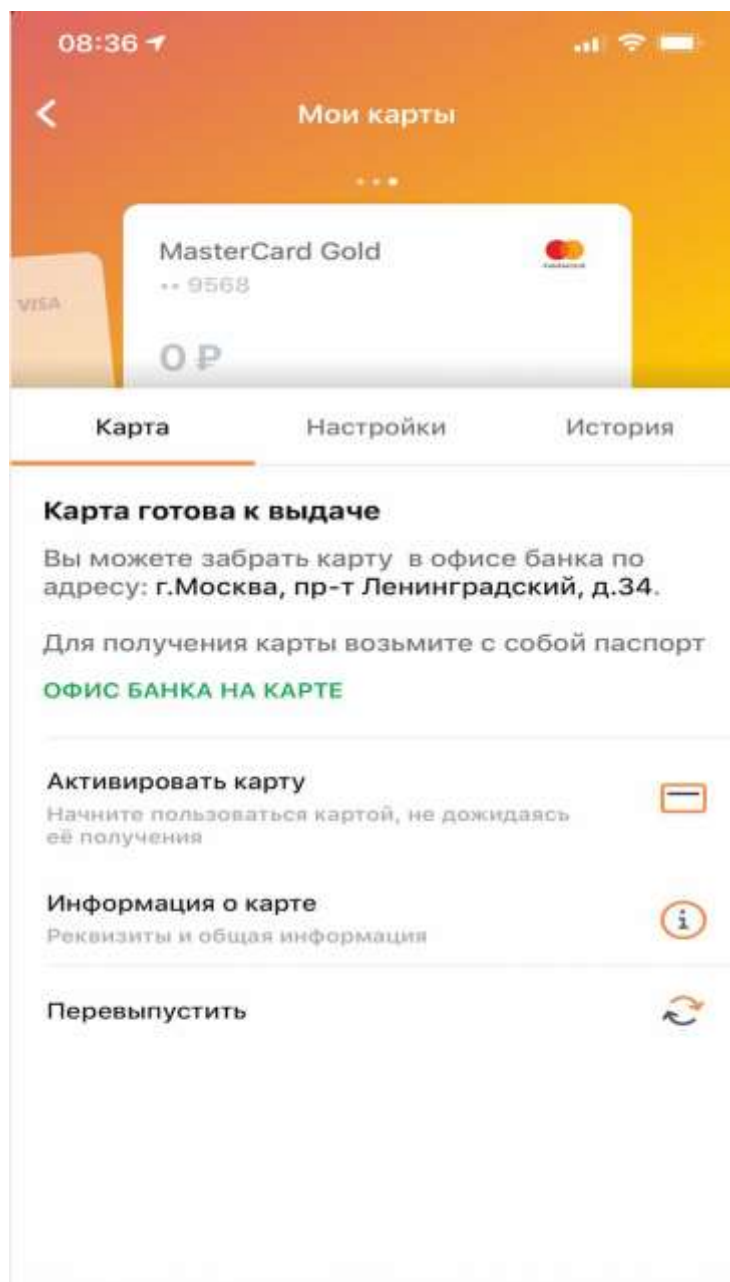 08:36
Мои карты
MasterCard Gold
•• 9568
VISA
0 ₽
Карта
Настройки
История
Карта готова к выдаче
Вы можете забрать карту в офисе банка по
адресу: г.Москва, пр-т Ленинградский, д.34.
Для получения карты возьмите с собой паспорт
ОФИС БАНКА НА КАРТЕ
Активировать карту
Начните пользоваться картой, не дожидаясь
её получения
Информация о карте
Реквизиты и общая информация
Перевыпустить